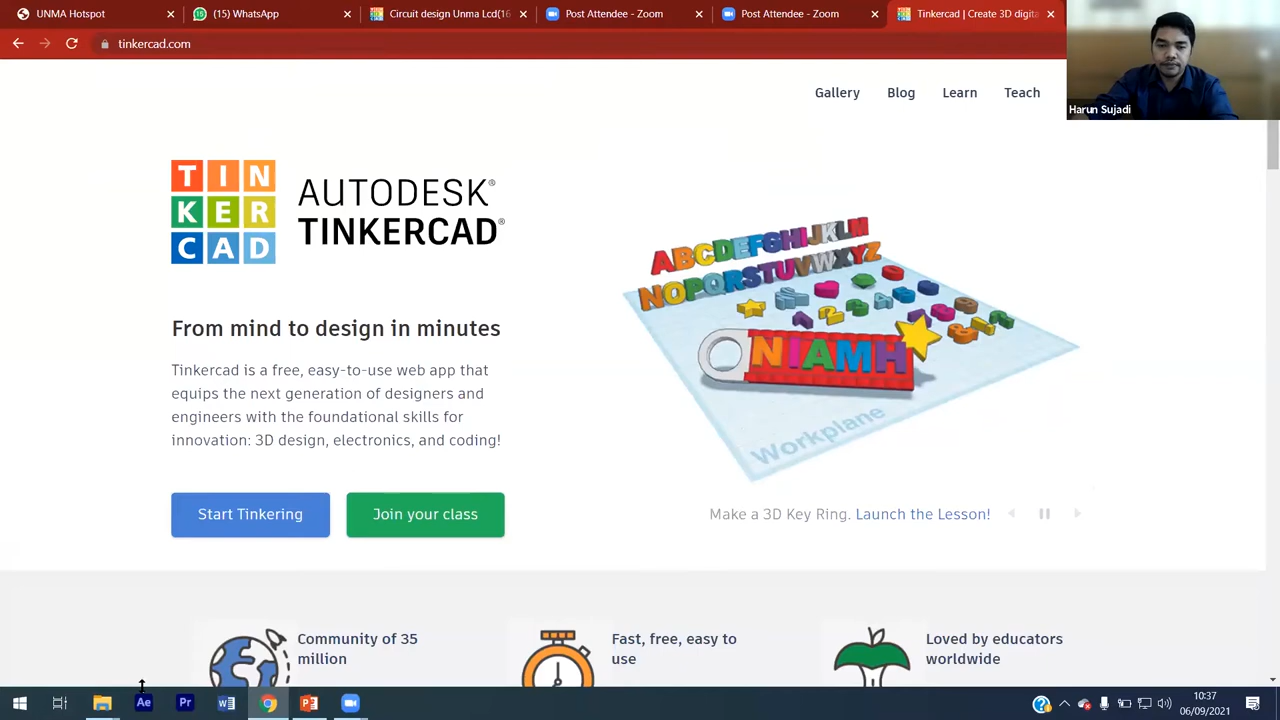 UNMA Hotspot
(15) WhatsApp
Circuit design Unma Lcd(16
Post Attendee - Zoom
Post Attendee - Zoom
Tinkercad | Create 3D digita
tinkercad.com
Gallery Blog Learn Teach
Harun Sujadi
TIN
KER
CAD
AUTODESK®
TINKERCAD®
ABCDEFGHIJKLM
NOPQRSTUVWXYZ
NIAMH
Workplane
From mind to design in minutes
Tinkercad is a free, easy-to-use web app that
equips the next generation of designers and
engineers with the foundational skills for
innovation: 3D design, electronics, and coding!
Start Tinkering
Join your class
Make a 3D Key Ring. Launch the Lesson!
Community of 35
million
Fast, free, easy to
use
Loved by educators
worldwide
Ae
Pr
10:37
06/09/2021